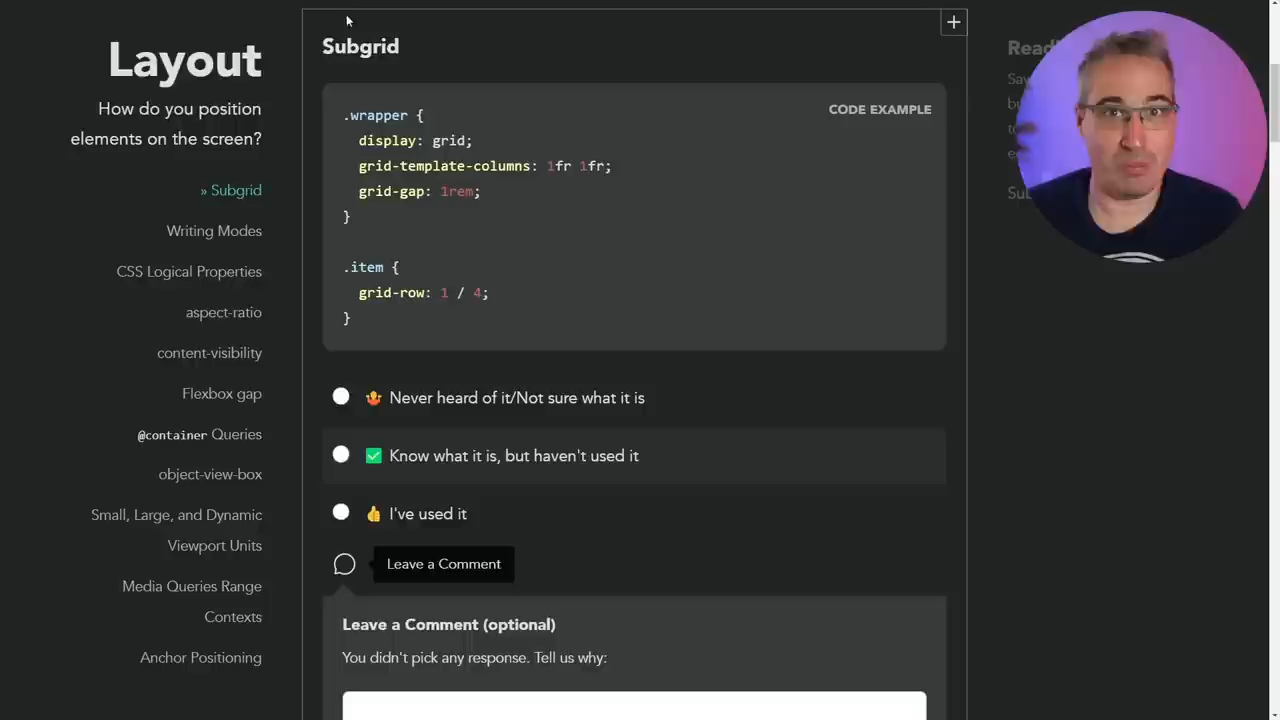 Layout
How do you position
elements on the screen?
» Subgrid
Writing Modes
CSS Logical Properties
aspect-ratio
content-visibility
Flexbox gap
@container Queries
object-view-box
Small, Large, and Dynamic
Viewport Units
Media Queries Range
Contexts
Anchor Positioning
Subgrid
CODE EXAMPLE
.wrapper {
display: grid;
grid-template-columns: 1fr 1fr;
grid-gap: 1rem;
}
.item {
grid-row: 1 / 4;
}
Never heard of it/Not sure what it is
Know what it is, but haven't used it
I've used it
Leave a Comment
Leave a Comment (optional)
You didn't pick any response. Tell us why: